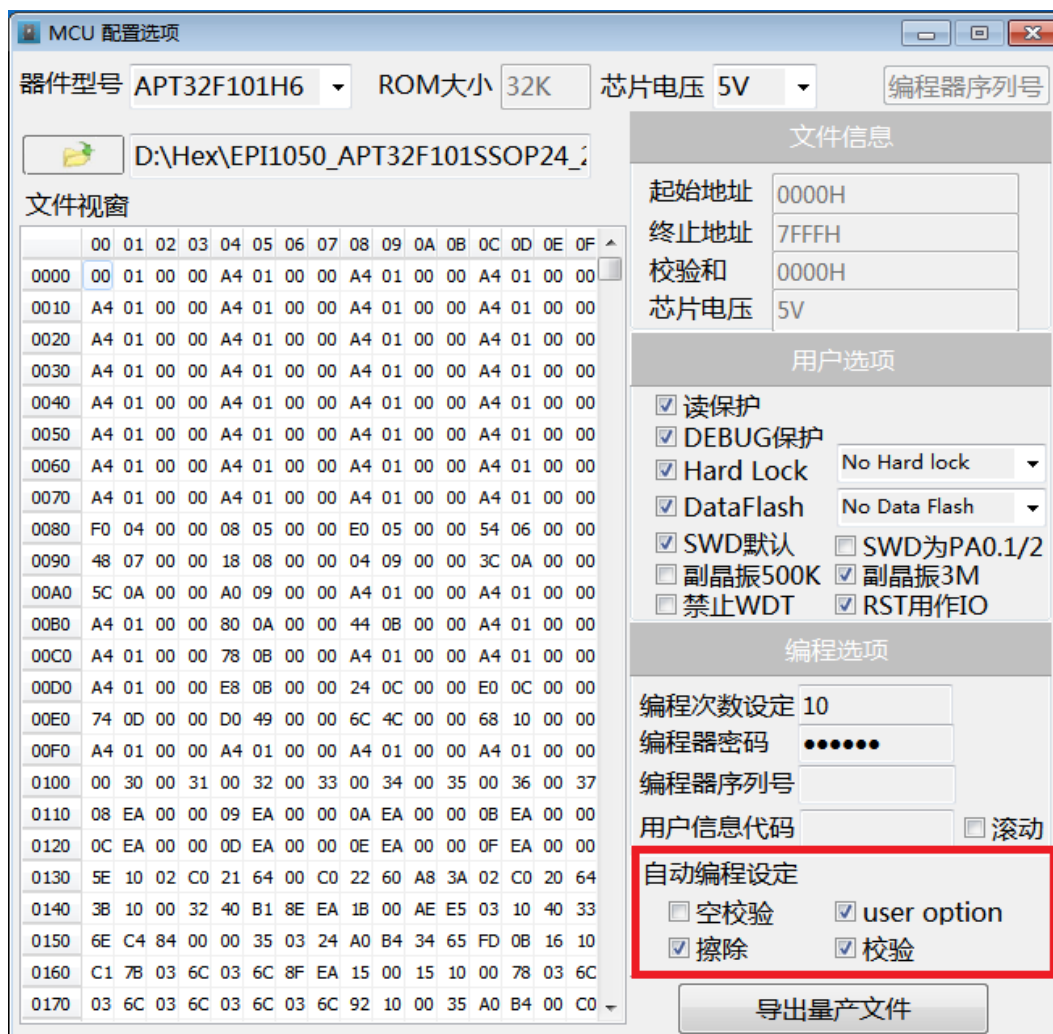 MCU 配置选项
器件型号 APT32F101H6 ROM大小 32K 芯片电压 5V 编程器序列号
D:\Hex\EPI1050_APT32F101SSOP24_2
文件视窗
00 01 02 03 04 05 06 07 08 09 0A 0B 0C 0D 0E 0F
0000 00 01 00 00 A4 01 00 00 A4 01 00 00 A4 01 00 00
0010 A4 01 00 00 A4 01 00 00 A4 01 00 00 A4 01 00 00
0020 A4 01 00 00 A4 01 00 00 A4 01 00 00 A4 01 00 00
0030 A4 01 00 00 A4 01 00 00 A4 01 00 00 A4 01 00 00
0040 A4 01 00 00 A4 01 00 00 A4 01 00 00 A4 01 00 00
0050 A4 01 00 00 A4 01 00 00 A4 01 00 00 A4 01 00 00
0060 A4 01 00 00 A4 01 00 00 A4 01 00 00 A4 01 00 00
0070 A4 01 00 00 A4 01 00 00 A4 01 00 00 A4 01 00 00
0080 F0 04 00 00 08 05 00 00 E0 05 00 00 54 06 00 00
0090 48 07 00 00 18 08 00 00 04 09 00 00 3C 0A 00 00
00A0 5C 0A 00 00 A0 09 00 00 A4 01 00 00 A4 01 00 00
00B0 A4 01 00 00 80 0A 00 00 44 0B 00 00 A4 01 00 00
00C0 A4 01 00 00 78 0B 00 00 A4 01 00 00 A4 01 00 00
00D0 A4 01 00 00 E8 0B 00 00 24 0C 00 00 E0 0C 00 00
00E0 74 0D 00 00 D0 49 00 00 6C 4C 00 00 68 10 00 00
00F0 A4 01 00 00 A4 01 00 00 A4 01 00 00 A4 01 00 00
0100 00 30 00 31 00 32 00 33 00 34 00 35 00 36 00 37
0110 08 EA 00 00 09 EA 00 00 0A EA 00 00 0B EA 00 00
0120 0C EA 00 00 0D EA 00 00 0E EA 00 00 0F EA 00 00
0130 5E 10 02 C0 21 64 00 C0 22 60 A8 3A 02 C0 20 64
0140 3B 10 00 32 40 B1 8E EA 1B 00 AE E5 03 10 40 33
0150 6E C4 84 00 00 35 03 24 A0 B4 34 65 FD 0B 16 10
0160 C1 7B 03 6C 03 6C 8F EA 15 00 15 10 00 78 03 6C
0170 03 6C 03 6C 03 6C 03 6C 92 10 00 35 A0 B4 00 C0
文件信息
起始地址 0000H
终止地址 7FFFH
校验和 0000H
芯片电压 5V
用户选项
读保护
DEBUG保护
Hard Lock No Hard lock
DataFlash No Data Flash
SWD默认 SWD为PA0.1/2
副晶振500K 副晶振3M
禁止WDT RST用作IO
编程选项
编程次数设定 10
编程器密码 ●●●●●●
编程器序列号
用户信息代码 滚动
自动编程设定
空校验 user option
擦除 校验
导出量产文件